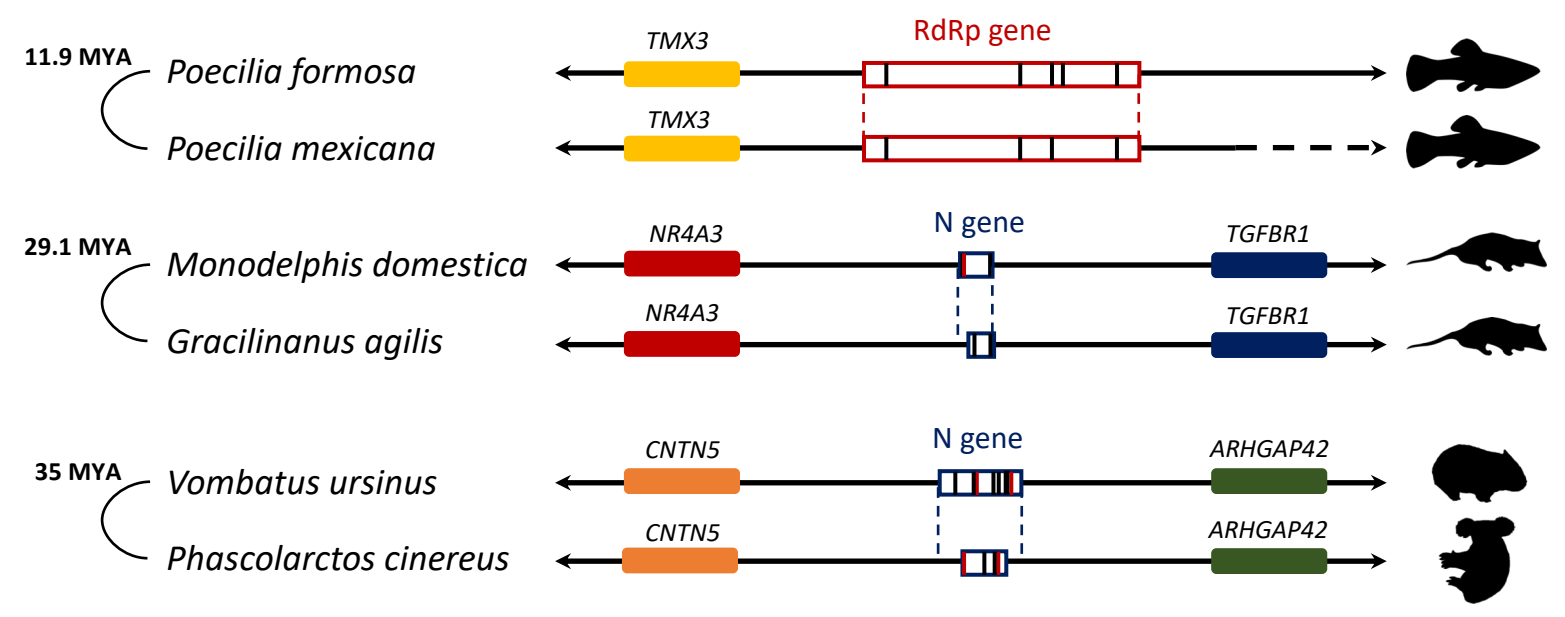 RdRp gene
11.9 MYA
Poecilia formosa
TMX3
Poecilia mexicana
TMX3
N gene
29.1 MYA
Monodelphis domestica
NR4A3
TGFBR1
Gracilinanus agilis
NR4A3
TGFBR1
N gene
35 MYA
Vombatus ursinus
CNTN5
ARHGAP42
Phascolarctos cinereus
CNTN5
ARHGAP42